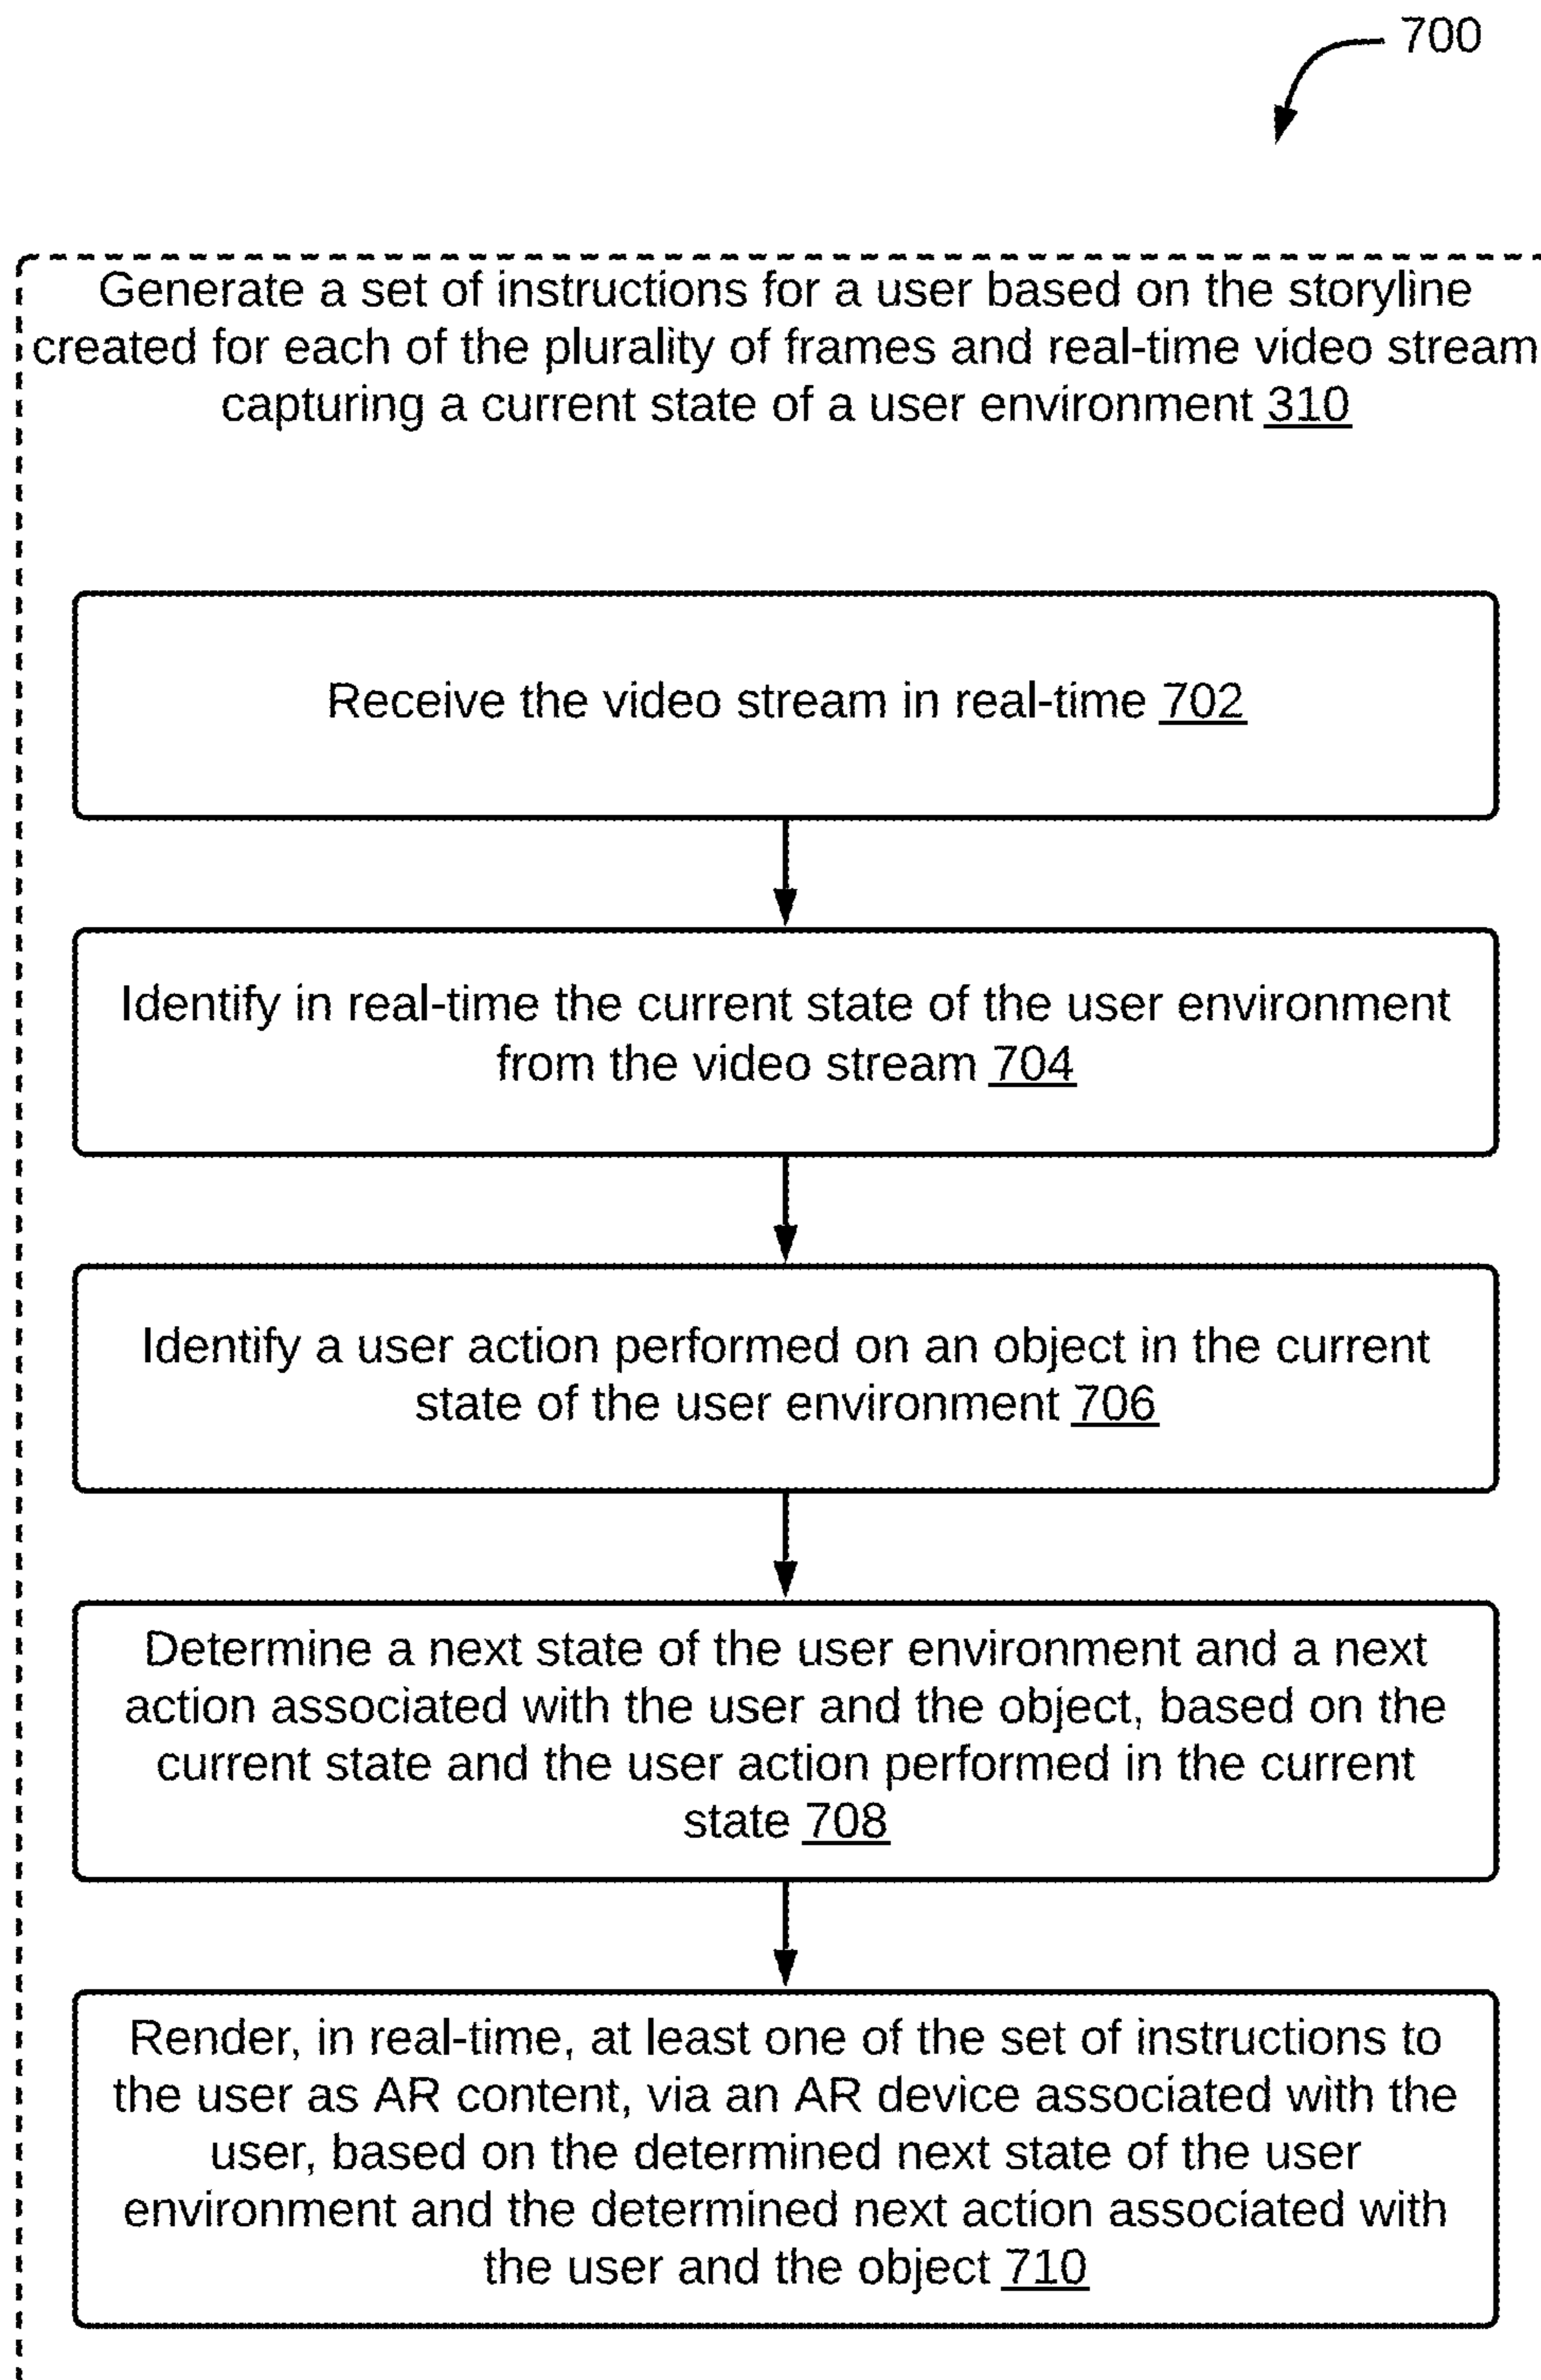 700
Generate a set of instructions for a user based on the storyline
created for each of the plurality of frames and real-time video stream
capturing a current state of a user environment 310
Receive the video stream in real-time 702
Identify in real-time the current state of the user environment
from the video stream 704
Identify a user action performed on an object in the current
state of the user environment 706
Determine a next state of the user environment and a next
action associated with the user and the object, based on the
current state and the user action performed in the current
state 708
Render, in real-time, at least one of the set of instructions to
the user as AR content, via an AR device associated with the
user, based on the determined next state of the user
environment and the determined next action associated with
the user and the object 710